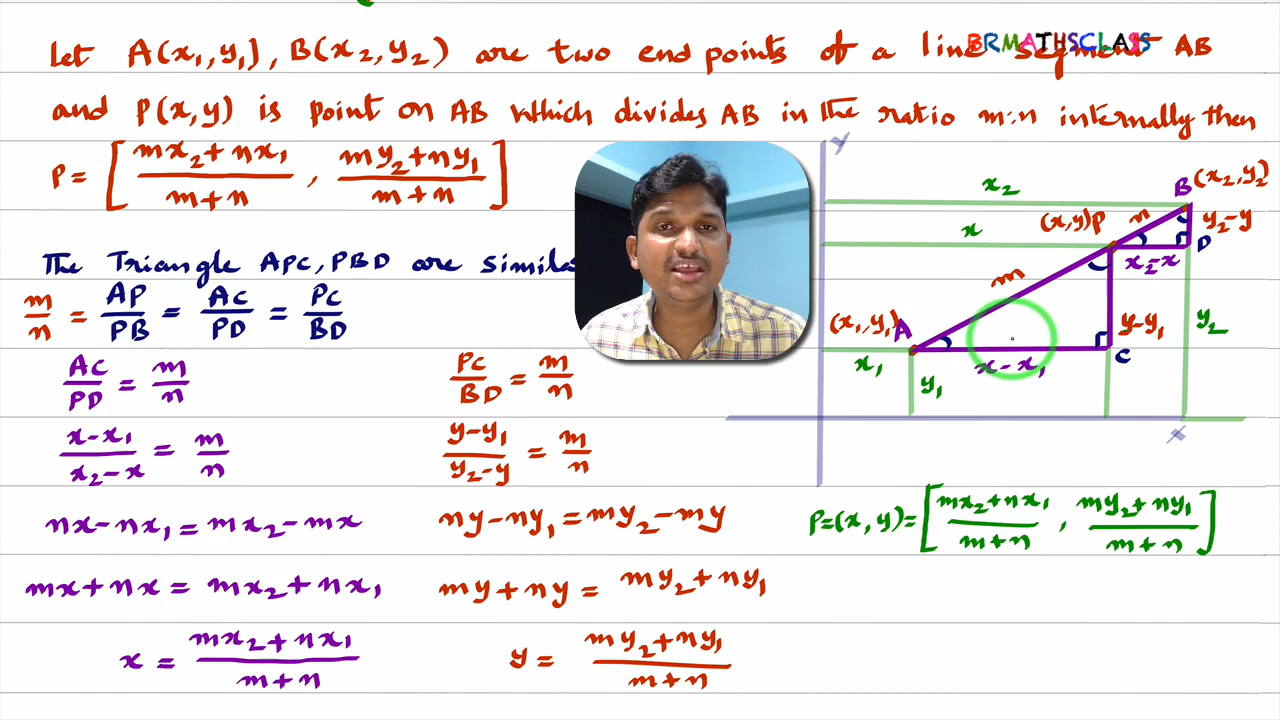 Let A(x₁,y₁), B(x₂,y₂) are two end points of a line segment AB
BRMATHSCLASS
and P(x,y) is point on AB which divides AB in the ratio m:n internally then
P= [ (mx₂+nx₁)/(m+n) , (my₂+ny₁)/(m+n) ]
The Triangle APC, PBD are Simila
m/n = AP/PB = AC/PD = PC/BD
AC/PD = m/n
PC/BD = m/n
(x-x₁)/(x₂-x) = m/n
(y-y₁)/(y₂-y) = m/n
nx-nx₁=mx₂-mx
ny-ny₁=my₂-my
mx+nx= mx₂+nx₁
my+ny= my₂+ny₁
x = (mx₂+nx₁)/(m+n)
y= (my₂+ny₁)/(m+n)
Y
x₂
B (x₂,y₂)
x
(x,y)P
n
y₂-y
D
x₂-x
m
(x₁,y₁)
A
y-y₁
y₂
C
x₁
x-x₁
y₁
X
P=(x,y)= [ (mx₂+nx₁)/(m+n) , (my₂+ny₁)/(m+n) ]